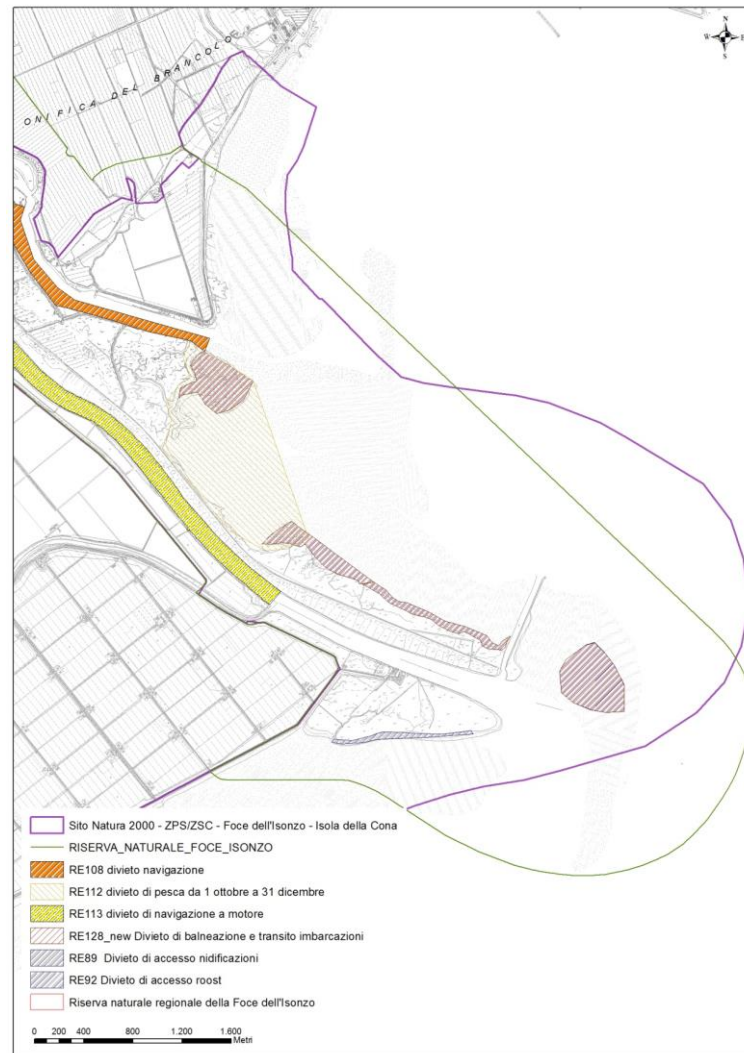 N
W E
S
ONIFICA DEL BRANCOLO
Sito Natura 2000 - ZPS/ZSC - Foce dell'Isonzo - Isola della Cona
RISERVA_NATURALE_FOCE_ISONZO
RE108 divieto navigazione
RE112 divieto di pesca da 1 ottobre a 31 dicembre
RE113 divieto di navigazione a motore
RE128_new Divieto di balneazione e transito imbarcazioni
RE89 Divieto di accesso nidificazioni
RE92 Divieto di accesso roost
Riserva naturale regionale della Foce dell'Isonzo
0 200 400 800 1.200 1.600
Metri